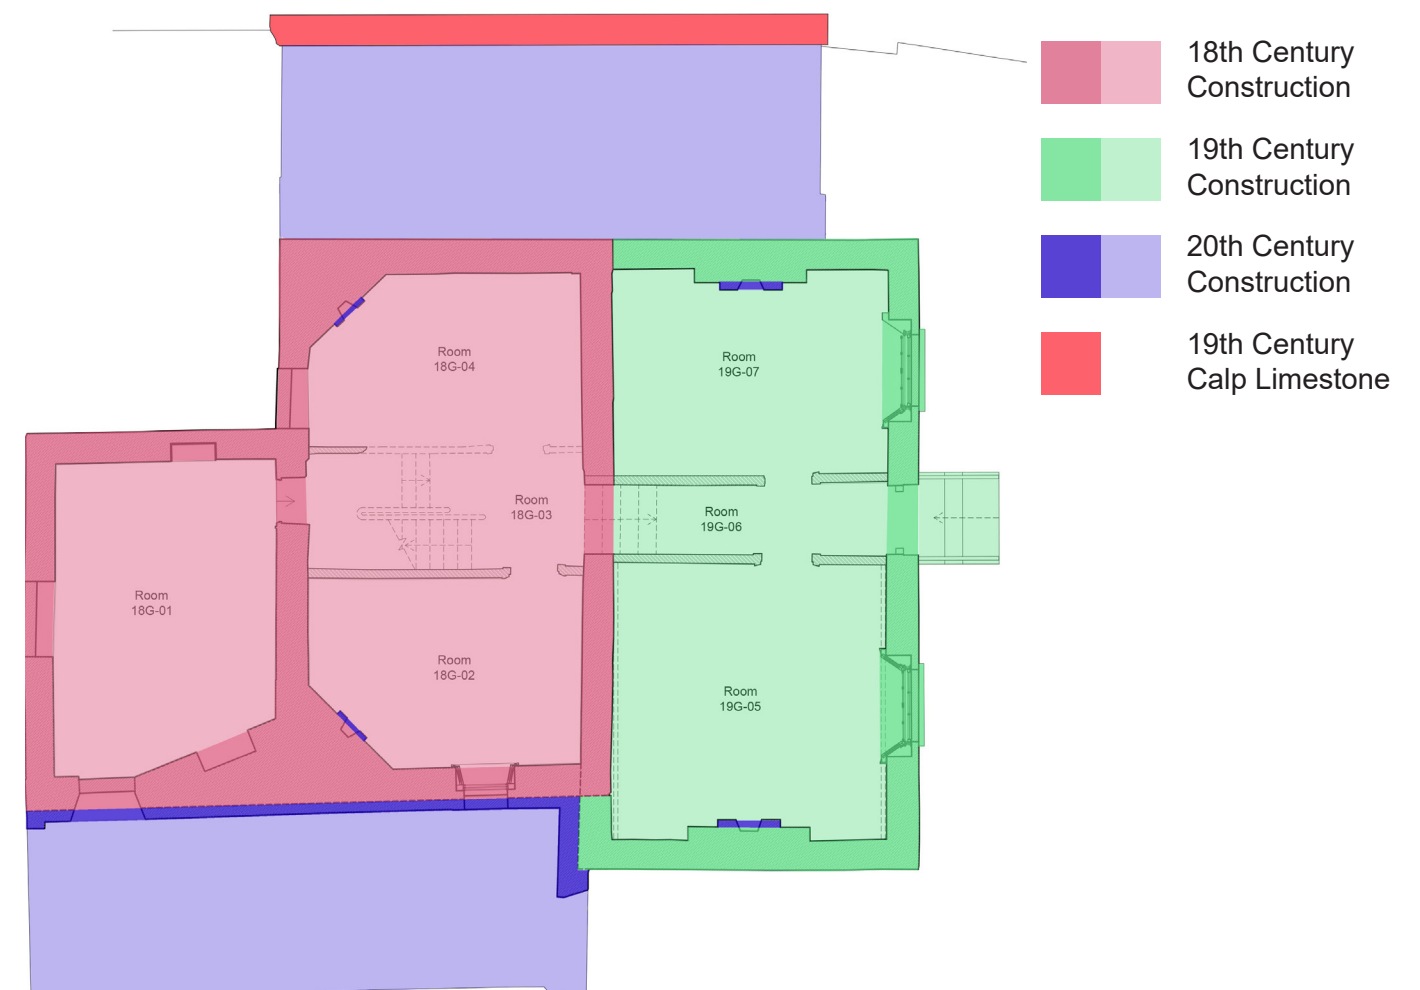 18th Century
Construction
19th Century
Construction
20th Century
Construction
19th Century
Calp Limestone
Room
18G-04
Room
19G-07
Room
18G-03
Room
19G-06
Room
18G-01
Room
18G-02
Room
19G-05